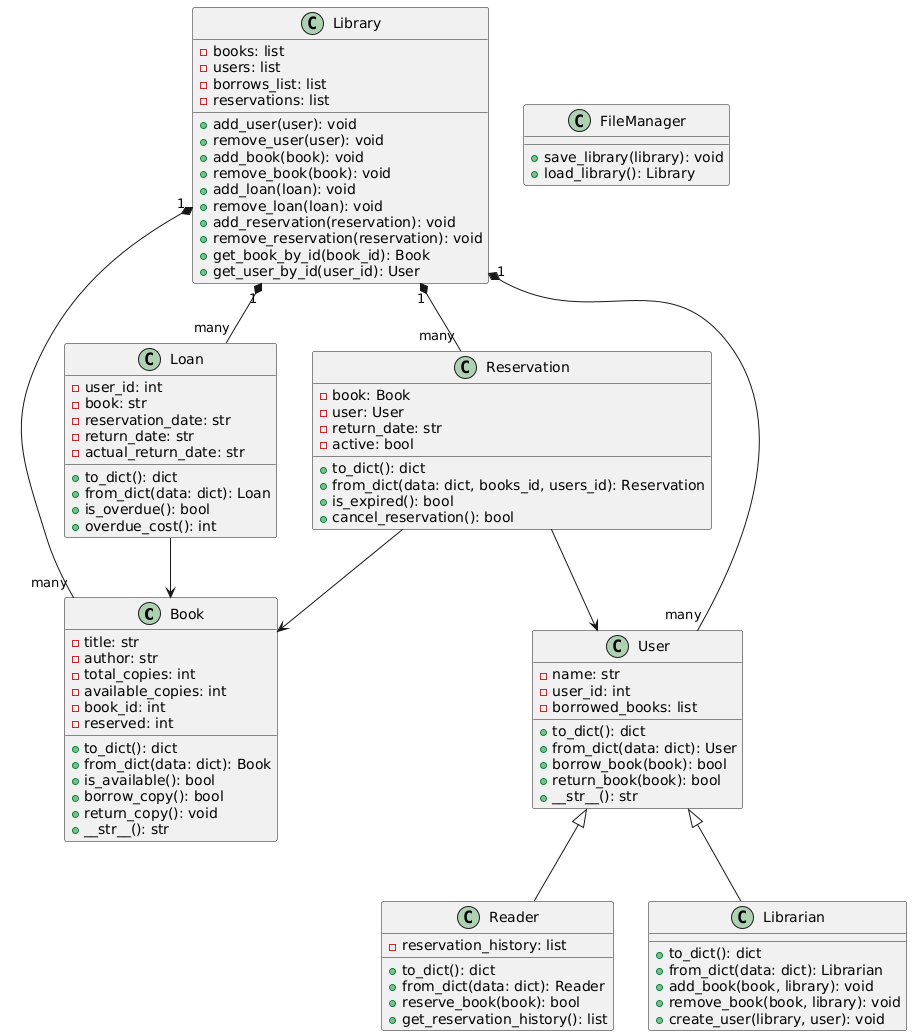 C Library
books: list
users: list
borrows_list: list
reservations: list
add_user(user): void
remove_user(user): void
add_book(book): void
remove_book(book): void
add_loan(loan): void
remove_loan(loan): void
add_reservation(reservation): void
remove_reservation(reservation): void
get_book_by_id(book_id): Book
get_user_by_id(user_id): User
C FileManager
save_library(library): void
load_library(): Library
1
1
1
1
many
many
many
many
C Loan
user_id: int
book: str
reservation_date: str
return_date: str
actual_return_date: str
to_dict(): dict
from_dict(data: dict): Loan
is_overdue(): bool
overdue_cost(): int
C Reservation
book: Book
user: User
return_date: str
active: bool
to_dict(): dict
from_dict(data: dict, books_id, users_id): Reservation
is_expired(): bool
cancel_reservation(): bool
C Book
title: str
author: str
total_copies: int
available_copies: int
book_id: int
reserved: int
to_dict(): dict
from_dict(data: dict): Book
is_available(): bool
borrow_copy(): bool
return_copy(): void
__str__(): str
C User
name: str
user_id: int
borrowed_books: list
to_dict(): dict
from_dict(data: dict): User
borrow_book(book): bool
return_book(book): bool
__str__(): str
C Reader
reservation_history: list
to_dict(): dict
from_dict(data: dict): Reader
reserve_book(book): bool
get_reservation_history(): list
C Librarian
to_dict(): dict
from_dict(data: dict): Librarian
add_book(book, library): void
remove_book(book, library): void
create_user(library, user): void